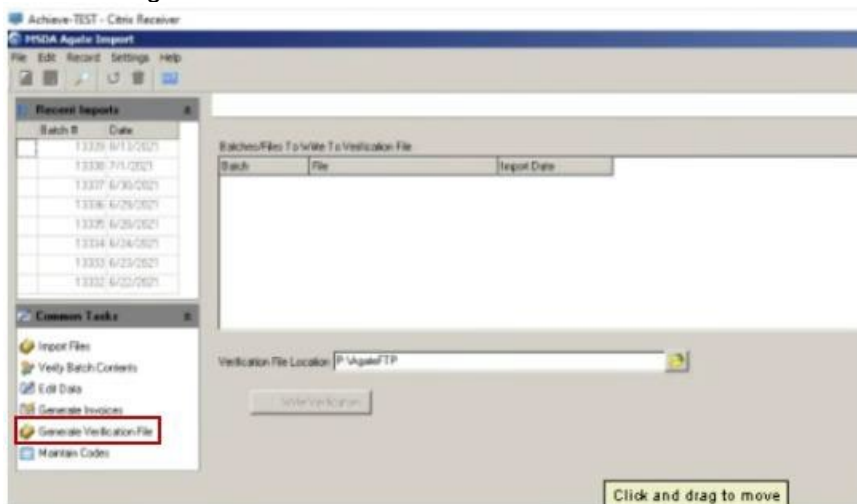 Achieve-TEST - Citrix Receiver
MSDA Agate Import
File Edit Record Settings Help
Recent Imports
Batch # Date
13339 8/13/2021
13338 7/1/2021
13337 6/30/2021
13336 6/29/2021
13335 6/28/2021
13334 6/24/2021
13333 6/23/2021
13332 6/22/2021
Batches/Files To Write To Verification File
Batch File Import Date
Common Tasks
Import Files
Verify Batch Contents
Edit Data
Generate Invoices
Generate Verification File
Maintain Codes
Verification File Location P:\AgateFTP
Write Verification
Click and drag to move